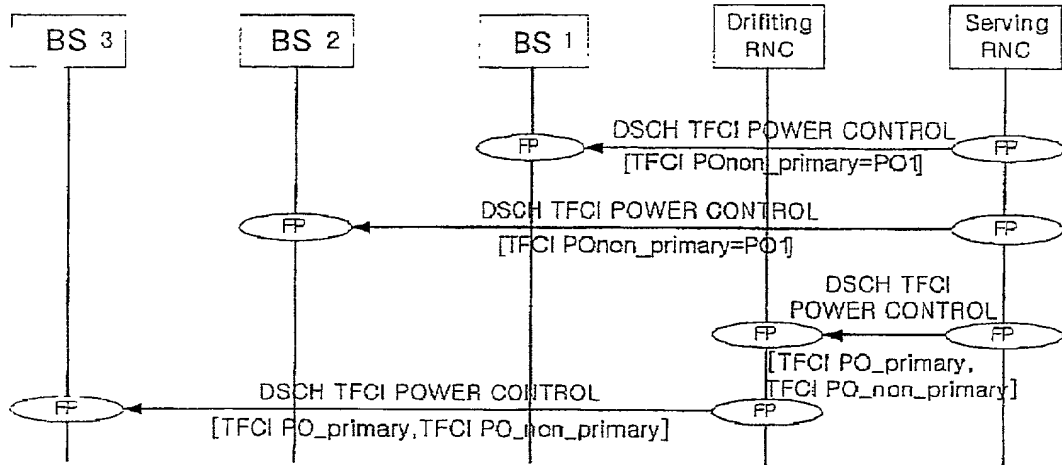 BS 3
BS 2
BS 1
Drifiting
RNC
Serving
RNC
DSCH TFCI POWER CONTROL
FP
FP
[TFCI POnon_primary=PO1]
DSCH TFCI POWER CONTROL
FP
FP
[TFCI POnon_primary=PO1]
DSCH TFCI
POWER CONTROL
FP
FP
[TFCI PO_primary,
TFCI PO_non_primary]
DSCH TFCI POWER CONTROL
FP
FP
[TFCI PO_primary,TFCI PO_non_primary]